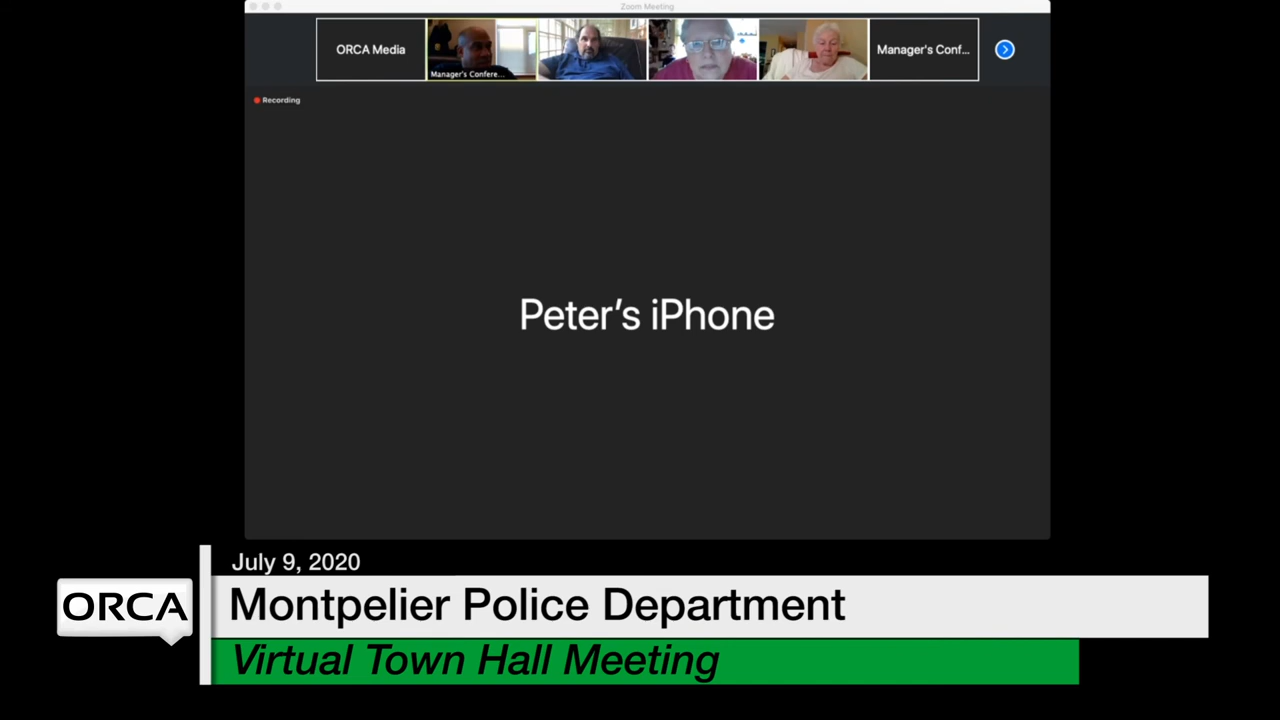 Zoom Meeting
ORCA Media
Manager's Confere...
Manager's Conf...
Recording
Peter's iPhone
July 9, 2020
ORCA
Montpelier Police Department
Virtual Town Hall Meeting